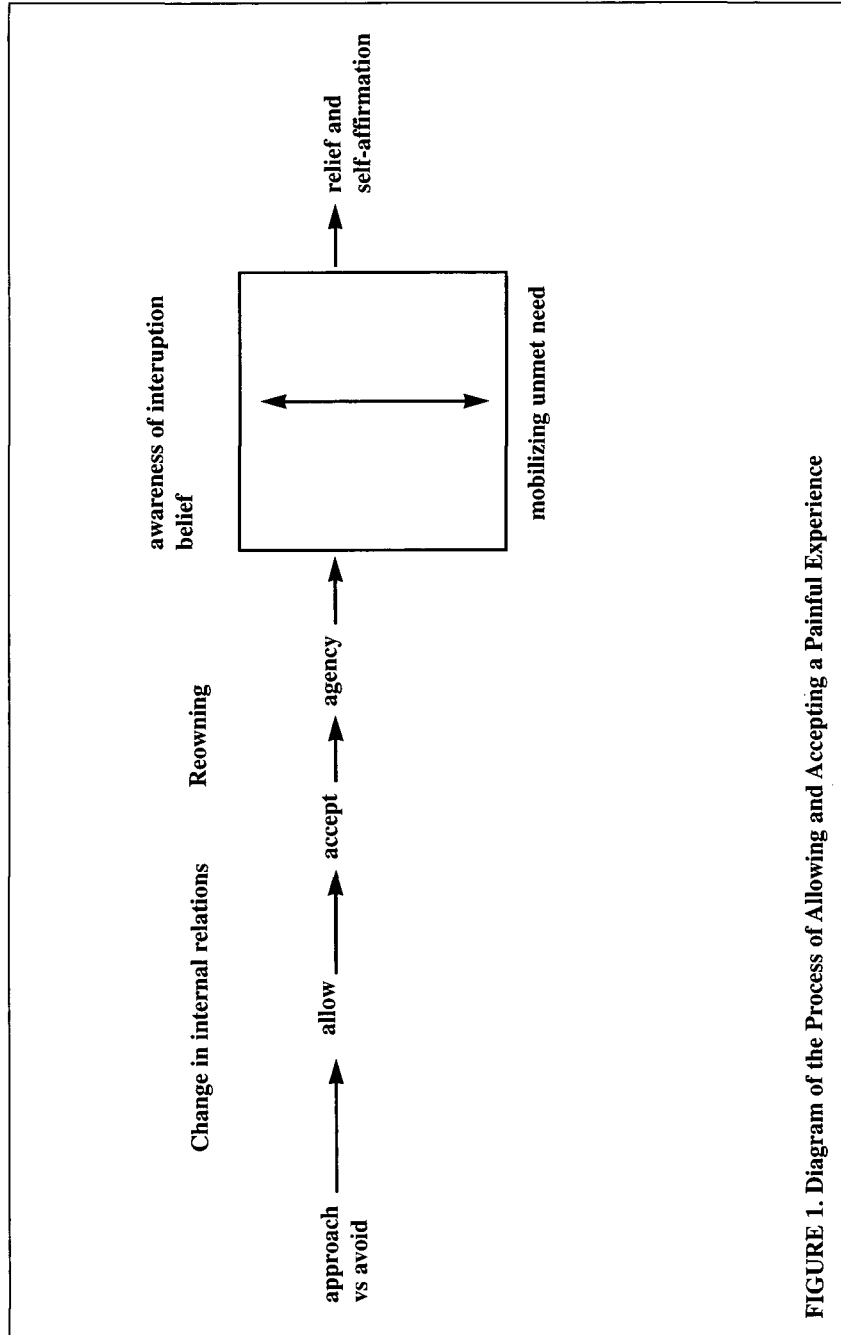 Change in internal relations
Reowning
awareness of interuption
belief
approach
vs avoid
allow
accept
agency
relief and
self-affirmation
mobilizing unmet need
FIGURE 1. Diagram of the Process of Allowing and Accepting a Painful Experience